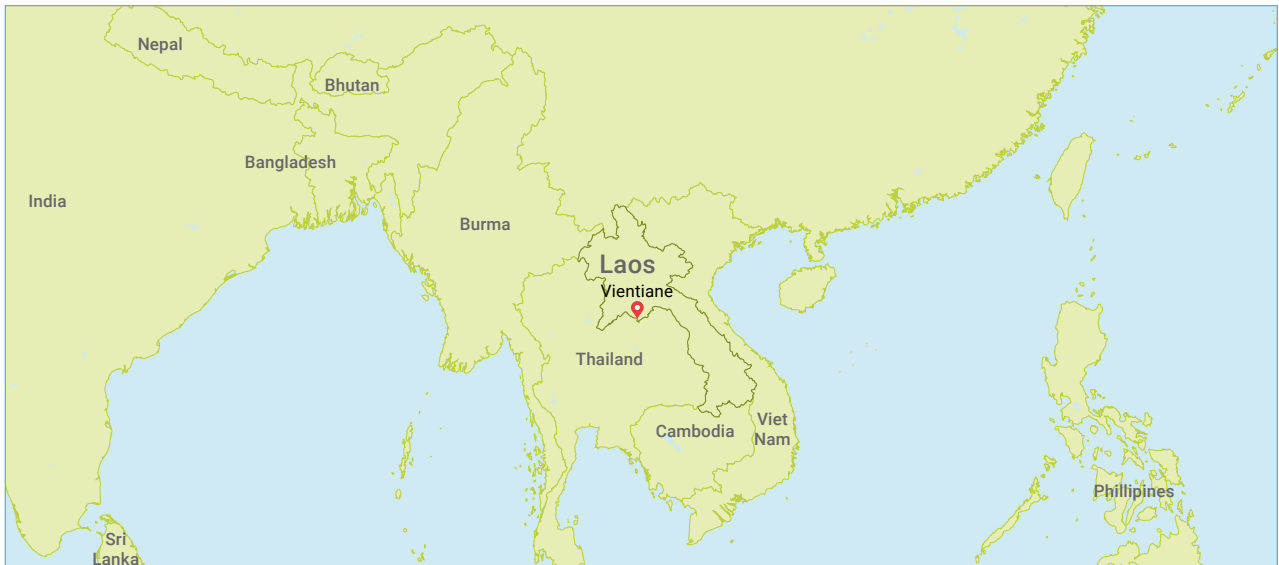 Nepal
Bhutan
Bangladesh
India
Burma
Laos
Vientiane
Thailand
Viet
Nam
Cambodia
Phillipines
Sri
Lanka